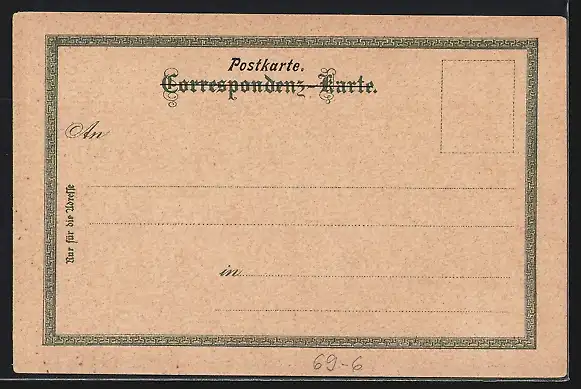 Postkarte.
Correspondenz-Karte.
An
Nur für die Adresse
in
69-6